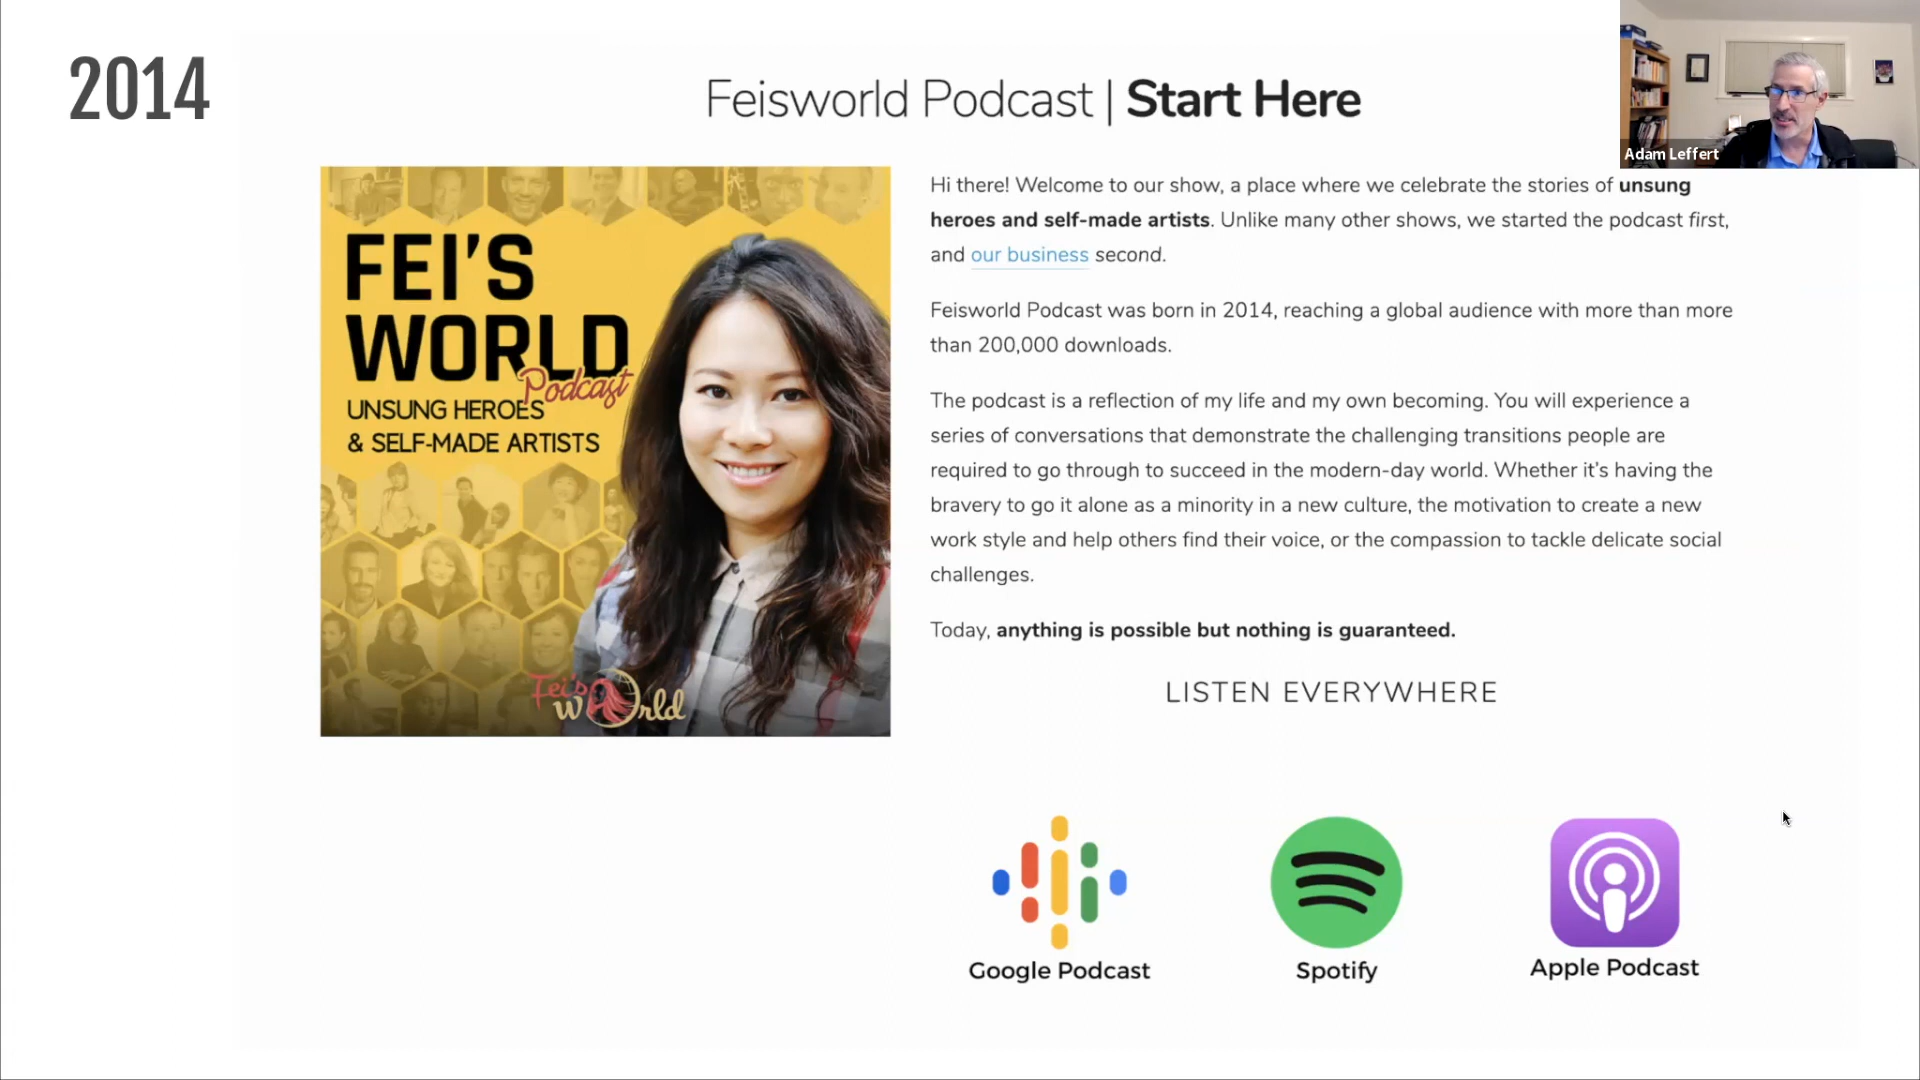 2014
Feisworld Podcast | Start Here
Adam Leffert
FEI'S
WORLD
Podcast
UNSUNG HEROES
& SELF-MADE ARTISTS
Fei's
World
Hi there! Welcome to our show, a place where we celebrate the stories of unsung
heroes and self-made artists. Unlike many other shows, we started the podcast first,
and our business second.
Feisworld Podcast was born in 2014, reaching a global audience with more than more
than 200,000 downloads.
The podcast is a reflection of my life and my own becoming. You will experience a
series of conversations that demonstrate the challenging transitions people are
required to go through to succeed in the modern-day world. Whether it's having the
bravery to go it alone as a minority in a new culture, the motivation to create a new
work style and help others find their voice, or the compassion to tackle delicate social
challenges.
Today, anything is possible but nothing is guaranteed.
LISTEN EVERYWHERE
Google Podcast
Spotify
Apple Podcast